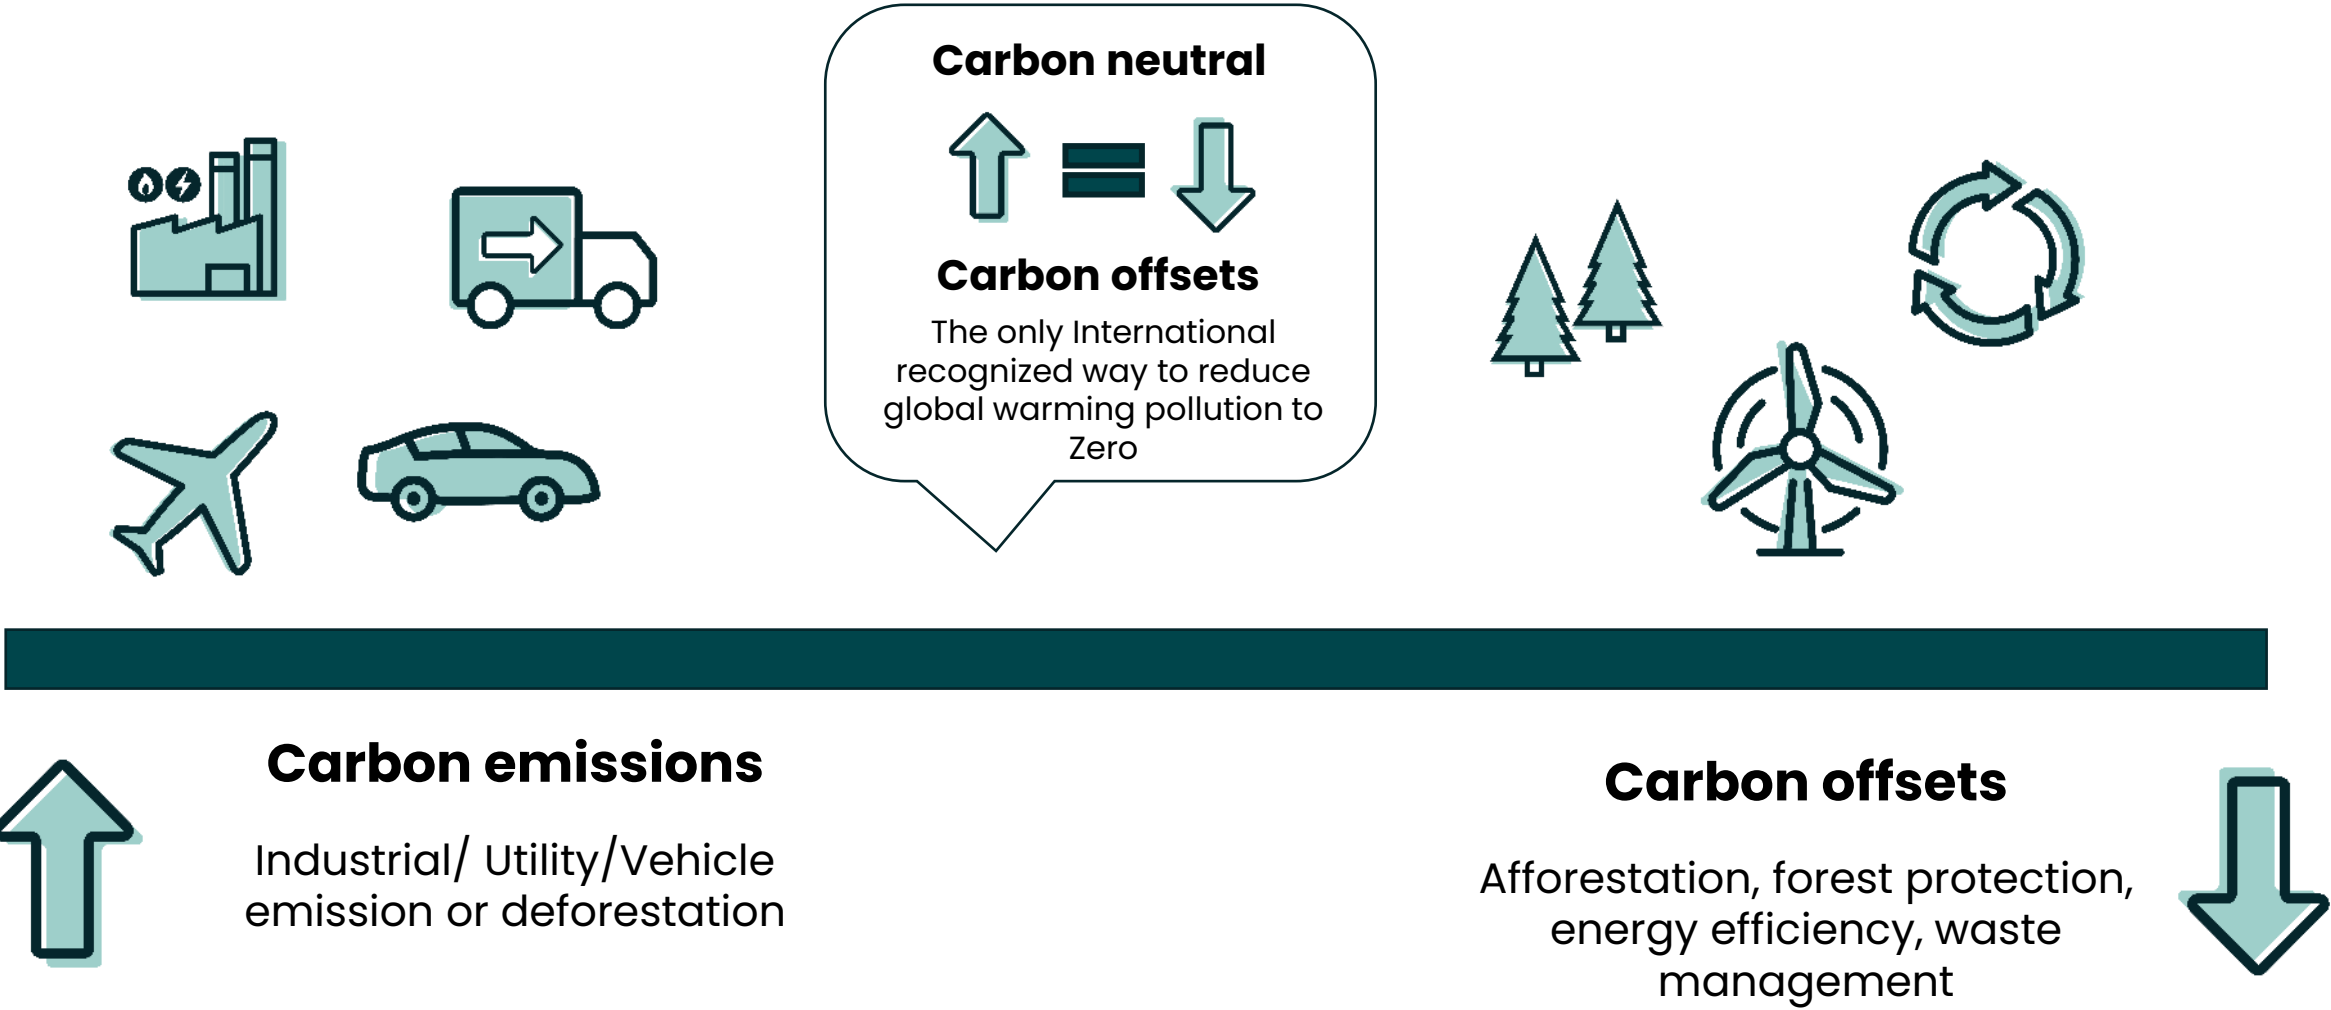 Carbon neutral
Carbon offsets
The only International
recognized way to reduce
global warming pollution to
Zero
Carbon emissions
Industrial/ Utility/Vehicle
emission or deforestation
Carbon offsets
Afforestation, forest protection,
energy efficiency, waste
management